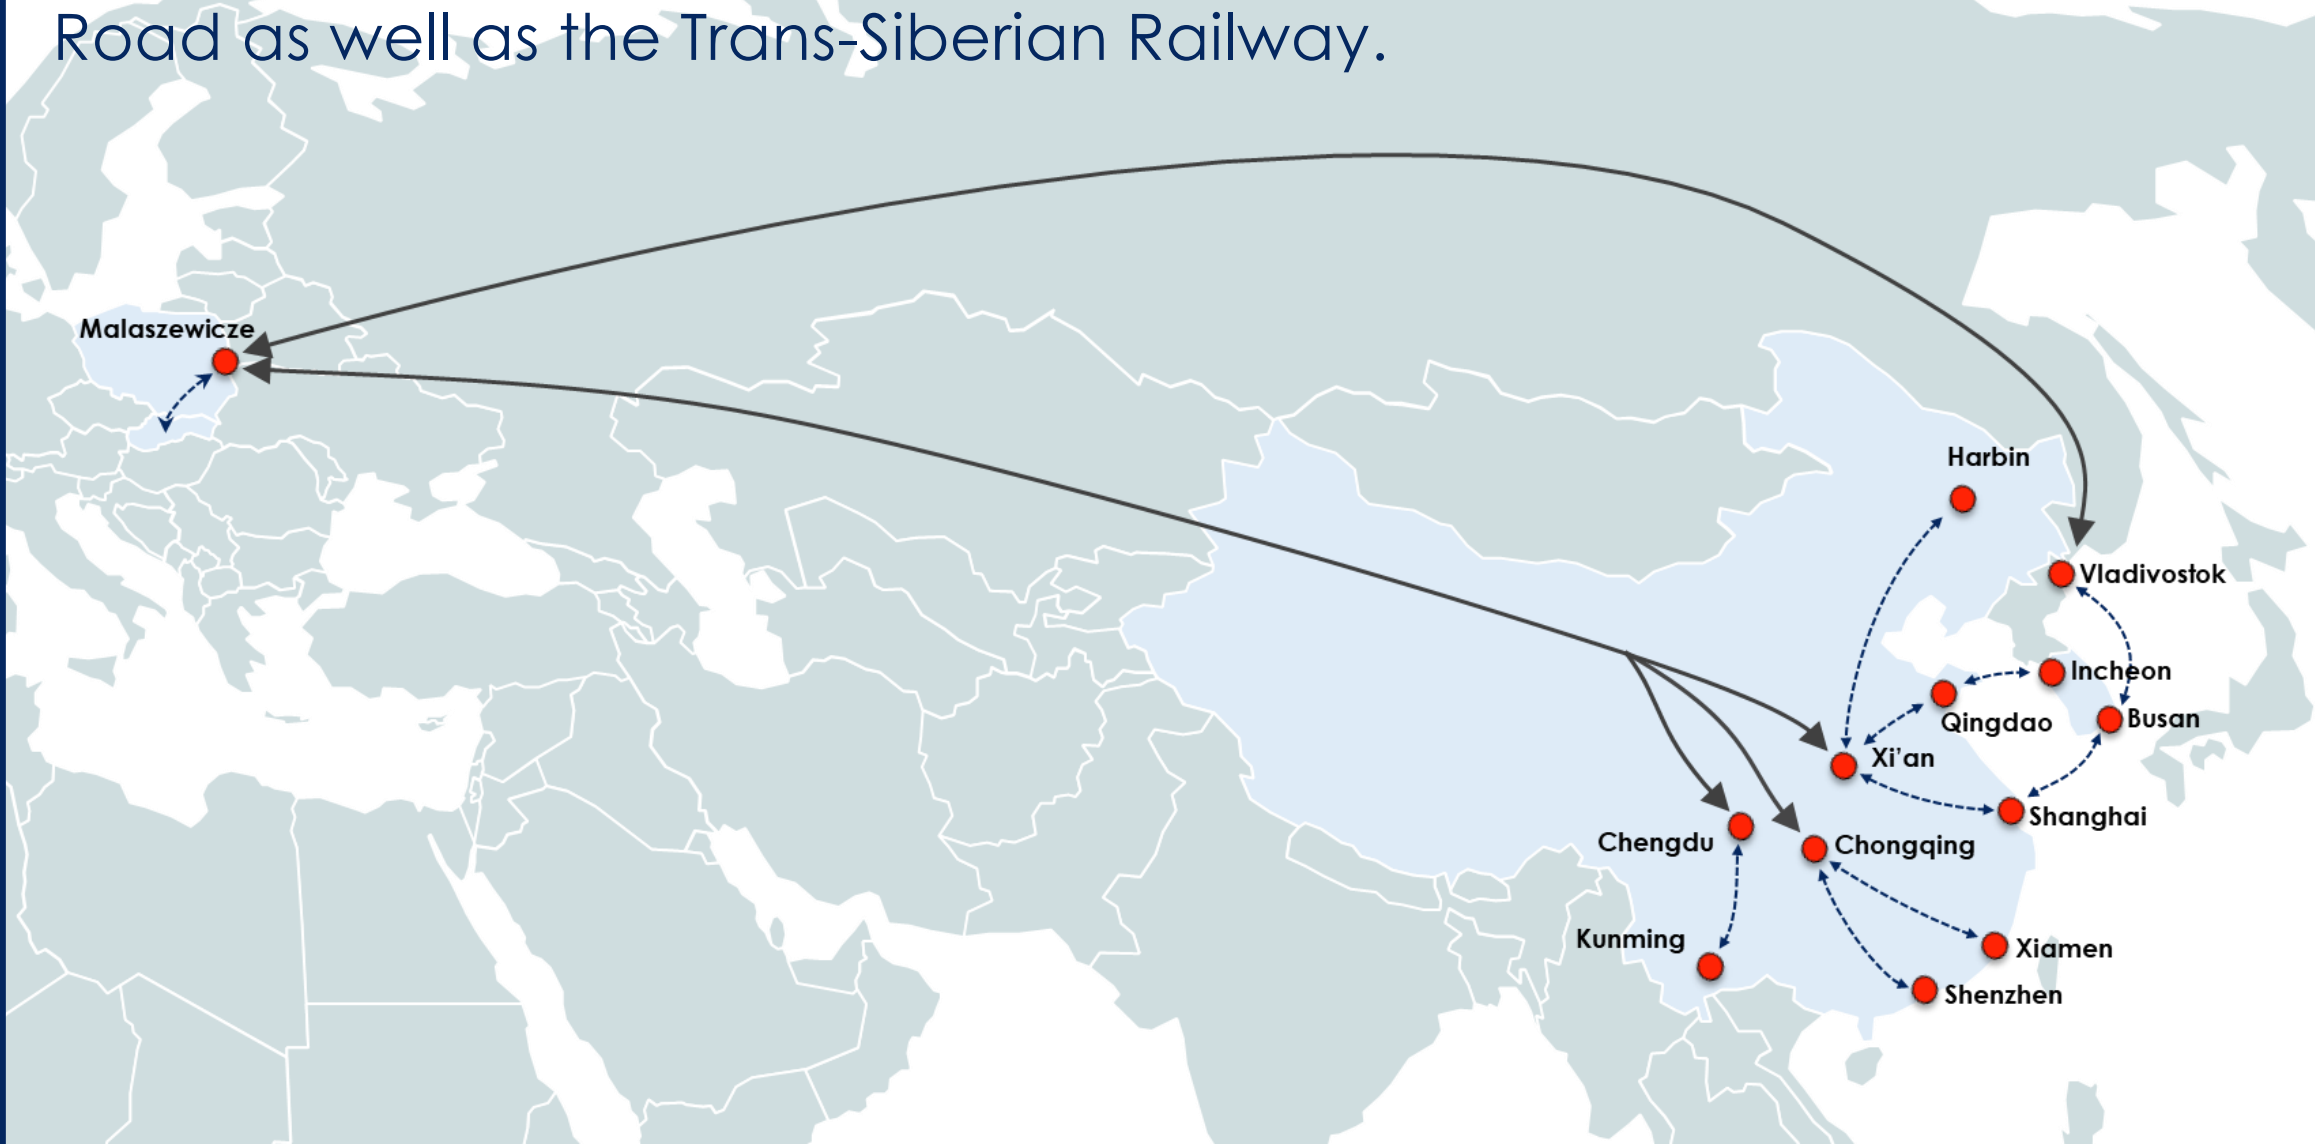 Road as well as the Trans-Siberian Railway.
Malaszewicze
Harbin
Vladivostok
Incheon
Qingdao
Busan
Xi'an
Shanghai
Chengdu
Chongqing
Kunming
Xiamen
Shenzhen